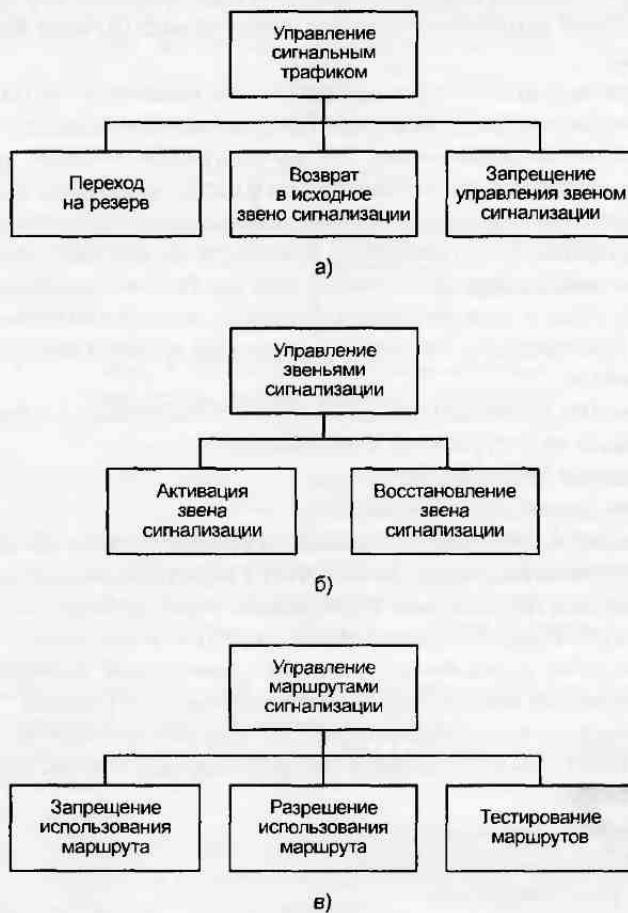 Управление
сигнальным
трафиком
Переход
на резерв
Возврат
в исходное
звено сигнализации
Запрещение
управления звеном
сигнализации
а)
Управление
звеньями
сигнализации
Активация
звена
сигнализации
Восстановление
звена
сигнализации
б)
Управление
маршрутами
сигнализации
Запрещение
использования
маршрута
Разрешение
использования
маршрута
Тестирование
маршрутов
в)